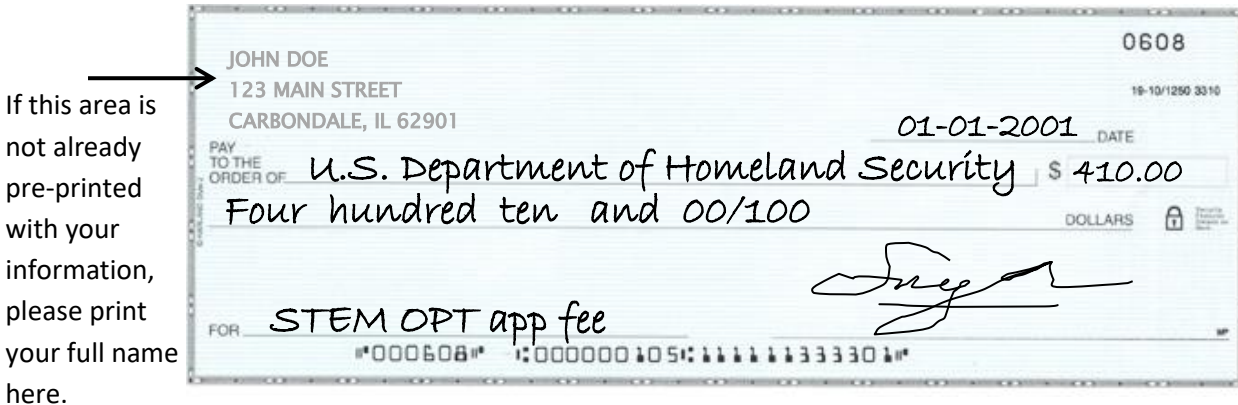 0608
JOHN DOE
123 MAIN STREET
CARBONDALE, IL 62901
19-10/1250 3310
If this area is
not already
pre-printed
with your
information,
please print
your full name
here.
01-01-2001 DATE
PAY
TO THE
ORDER OF U.S. Department of Homeland Security $ 410.00
Four hundred ten and 00/100 DOLLARS
FOR STEM OPT app fee
MP
⑈000608⑈ ⑆000000105⑆111111333301⑈